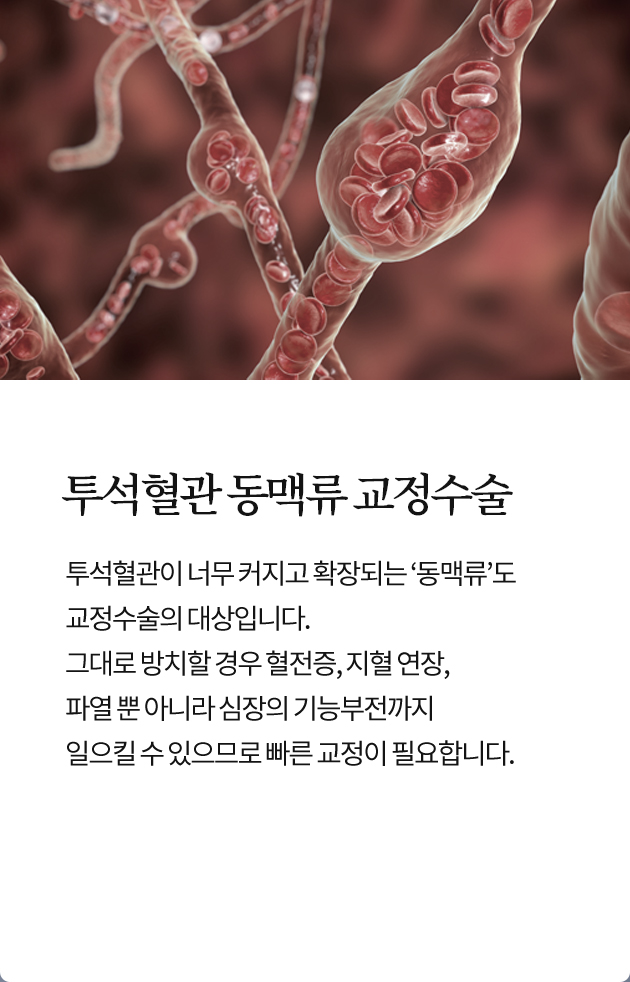 투석혈관 동맥류 교정수술
투석혈관이 너무 커지고 확장되는 ‘동맥류’도
교정수술의 대상입니다.
그대로 방치할 경우 혈전증, 지혈 연장,
파열 뿐 아니라 심장의 기능부전까지
일으킬 수 있으므로 빠른 교정이 필요합니다.